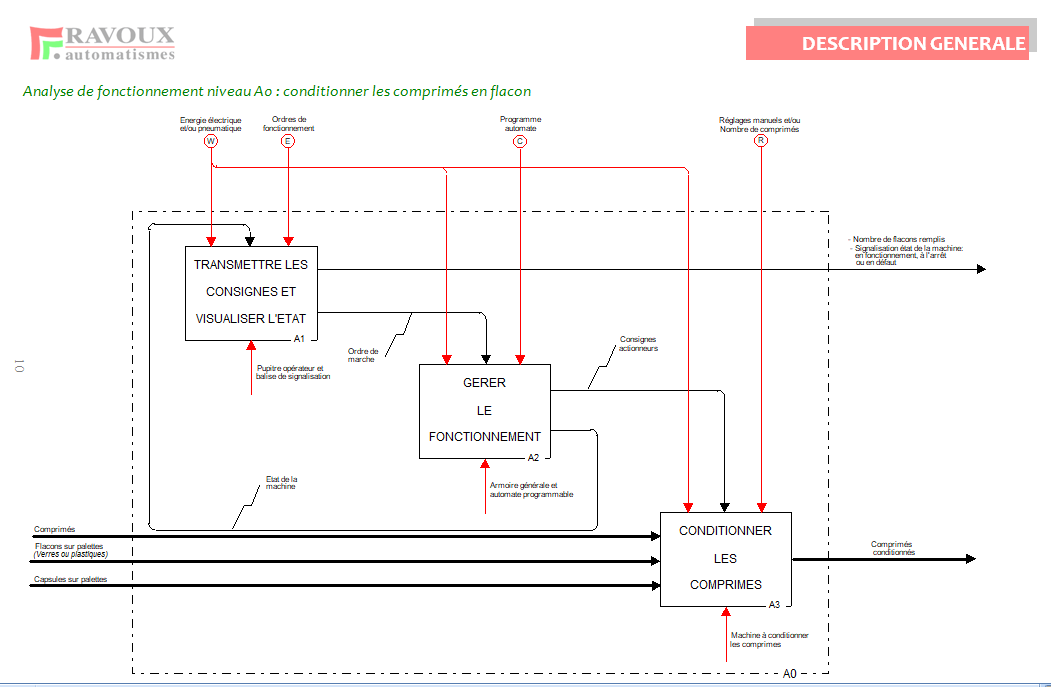 RAVOUX
automatismes
DESCRIPTION GENERALE
Analyse de fonctionnement niveau A0 : conditionner les comprimés en flacon
Energie électrique
et/ou pneumatique
W
Ordres de
fonctionnement
E
Programme
automate
C
Réglages manuels et/ou
Nombre de comprimés
R
- Nombre de flacons remplis
- Signalisation état de la machine:
en fonctionnement, à l'arrêt
ou en défaut
TRANSMETTRE LES
CONSIGNES ET
VISUALISER L'ETAT
A1
Pupitre opérateur et
balise de signalisation
Ordre de
marche
Consignes
actionneurs
10
GERER
LE
FONCTIONNEMENT
A2
Armoire générale et
automate programmable
Etat de la
machine
Comprimés
Flacons sur palettes
(Verres ou plastiques)
Capsules sur palettes
CONDITIONNER
LES
COMPRIMES
A3
Comprimés
conditionnés
Machine à conditionner
les comprimes
A0